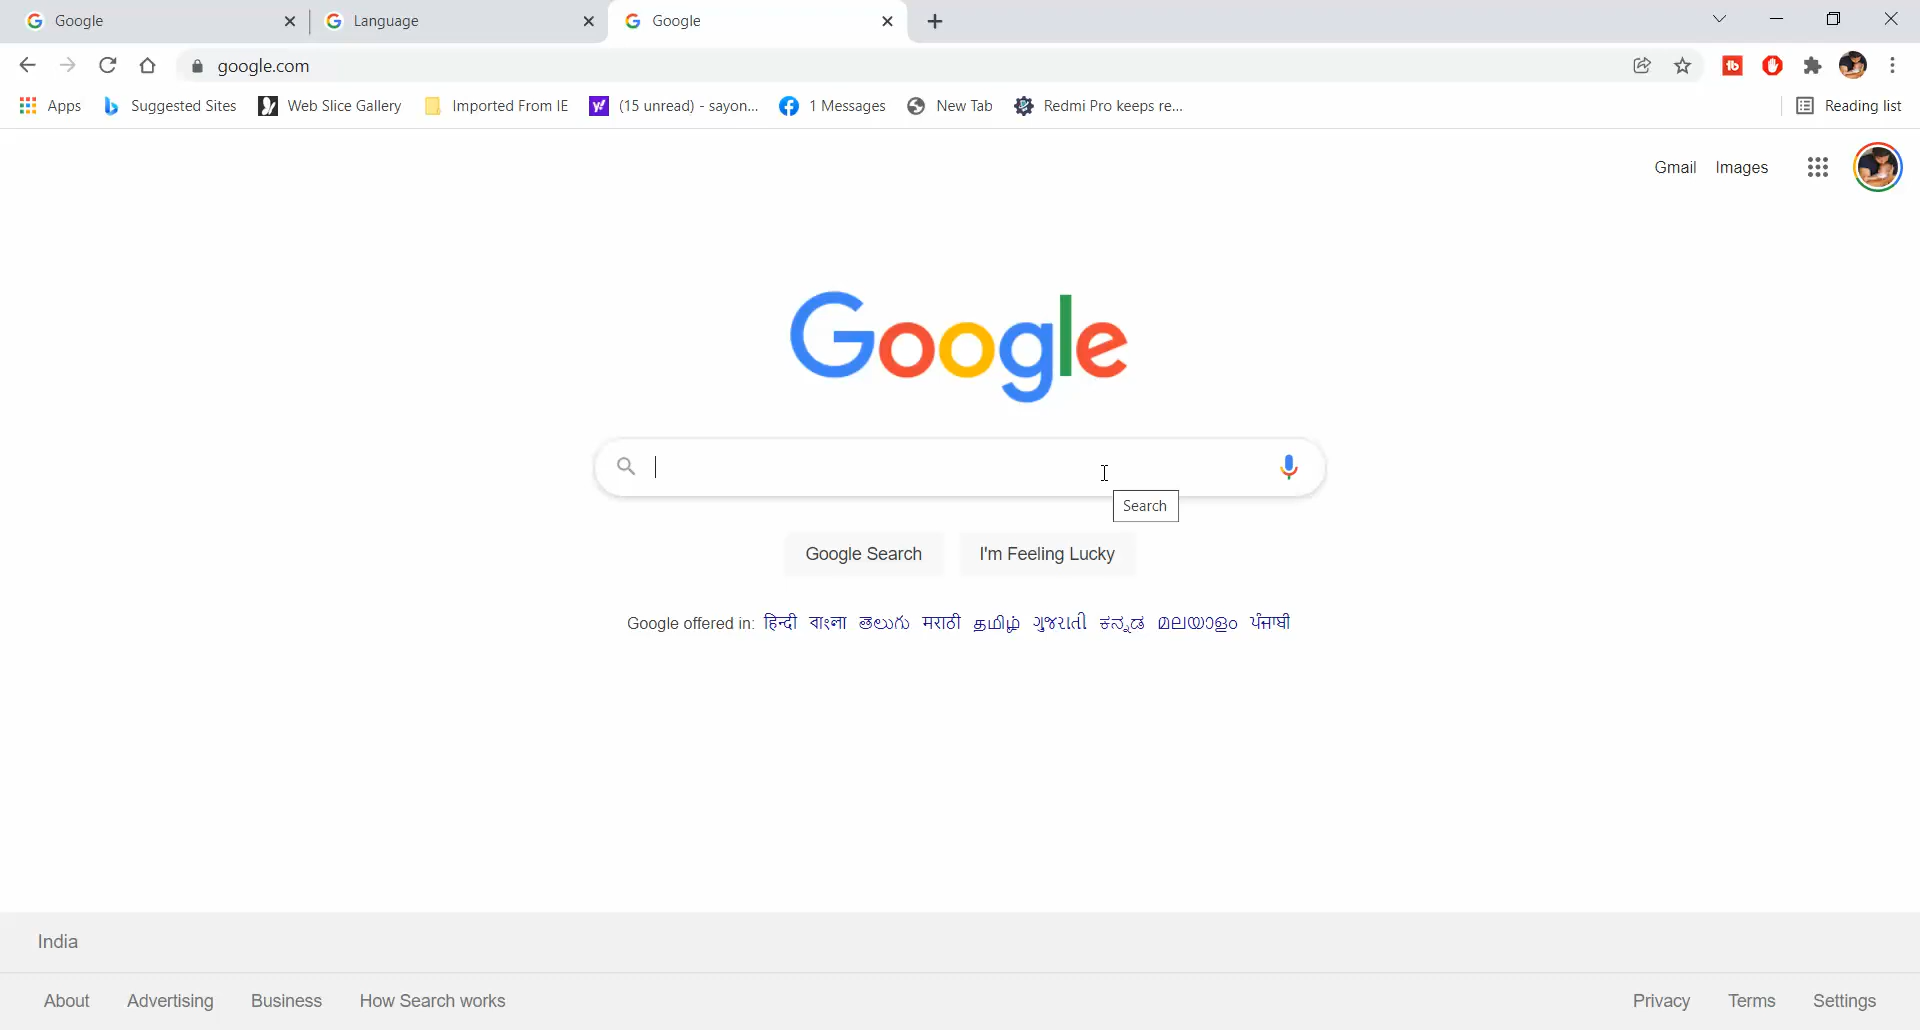 Google Language Google
google.com
Apps Suggested Sites Web Slice Gallery Imported From IE (15 unread) - sayon... 1 Messages New Tab Redmi Pro keeps re... Reading list
Gmail Images
Google
Search
Google Search I'm Feeling Lucky
Google offered in: हिन्दी বাংলা తెలుగు मराठी தமிழ் ગુજરાતી ಕನ್ನಡ മലയാളം ਪੰਜਾਬੀ
India
About Advertising Business How Search works Privacy Terms Settings